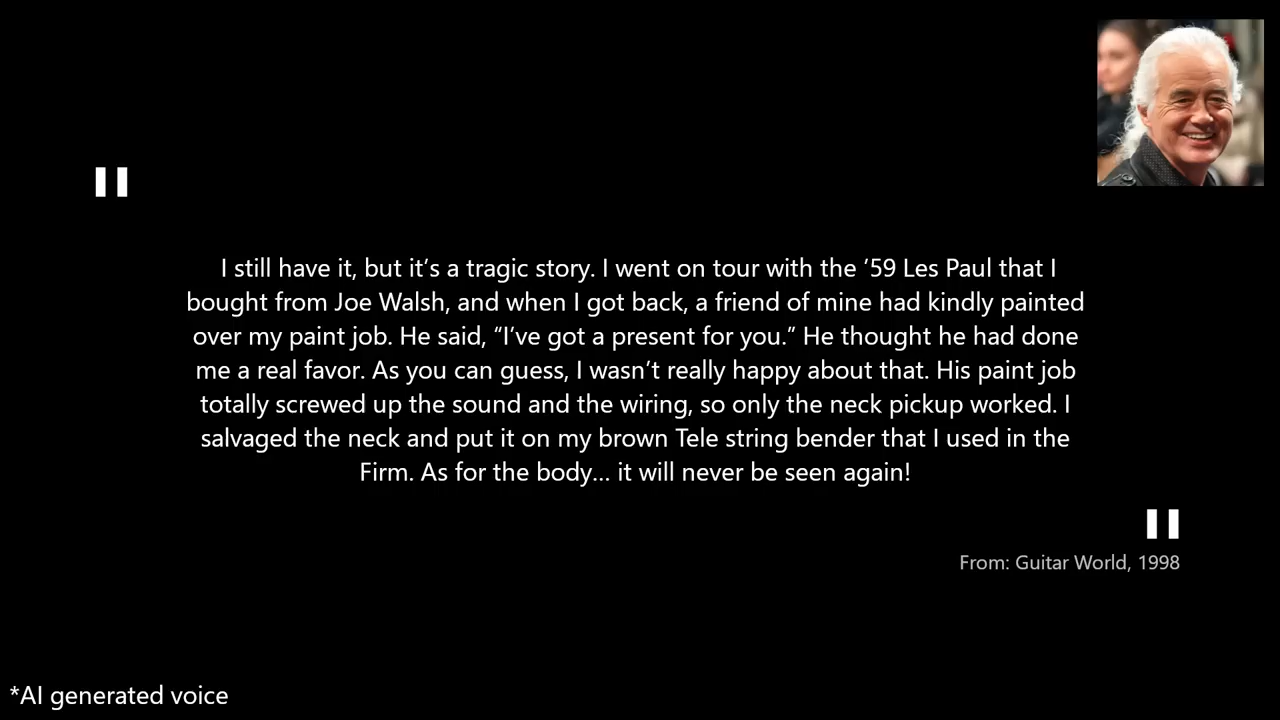 "
I still have it, but it‘s a tragic story. I went on tour with the ’59 Les Paul that I
bought from Joe Walsh, and when I got back, a friend of mine had kindly painted
over my paint job. He said, “I’ve got a present for you.” He thought he had done
me a real favor. As you can guess, I wasn’t really happy about that. His paint job
totally screwed up the sound and the wiring, so only the neck pickup worked. I
salvaged the neck and put it on my brown Tele string bender that I used in the
Firm. As for the body… it will never be seen again!
"
From: Guitar World, 1998
*AI generated voice